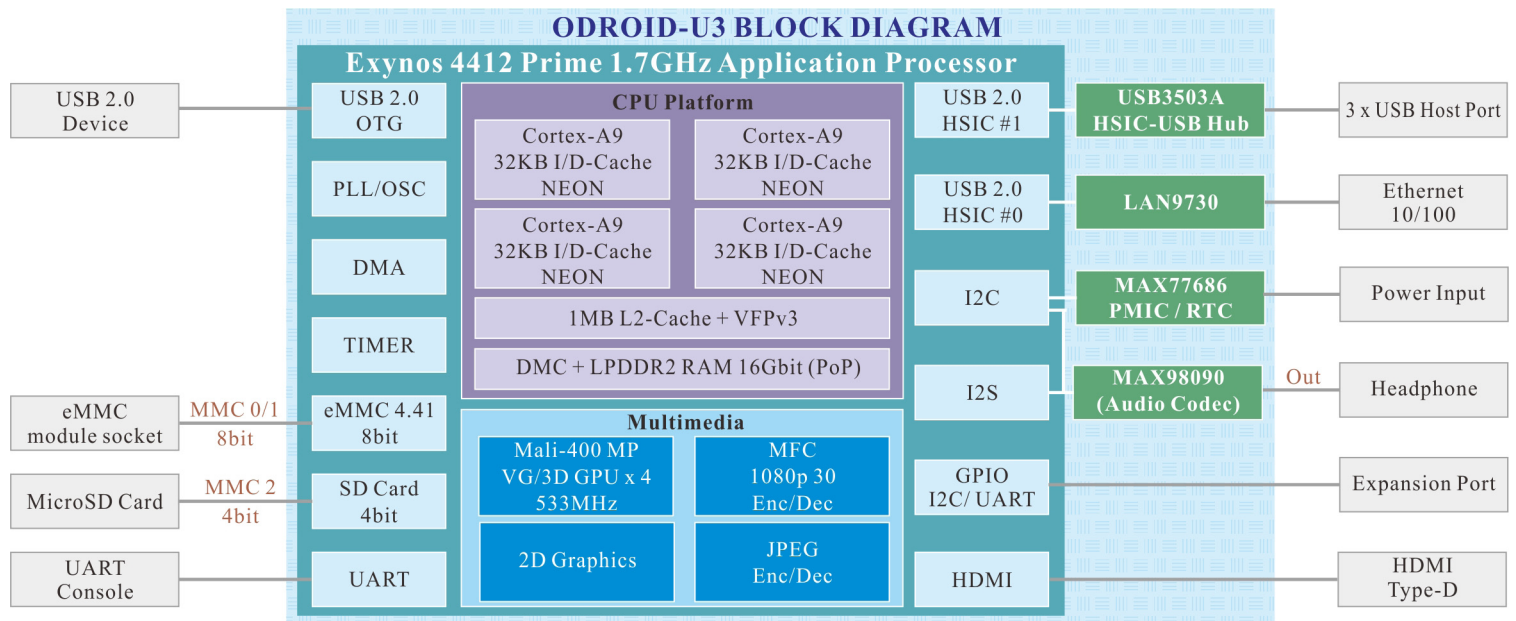 ODROID-U3 BLOCK DIAGRAM
Exynos 4412 Prime 1.7GHz Application Processor
USB 2.0
Device
USB 2.0
OTG
PLL/OSC
DMA
TIMER
eMMC
module socket
MMC 0/1
8bit
eMMC 4.41
8bit
MicroSD Card
MMC 2
4bit
SD Card
4bit
UART
Console
UART
CPU Platform
Cortex-A9
32KB I/D-Cache
NEON
Cortex-A9
32KB I/D-Cache
NEON
Cortex-A9
32KB I/D-Cache
NEON
Cortex-A9
32KB I/D-Cache
NEON
1MB L2-Cache + VFPv3
DMC + LPDDR2 RAM 16Gbit (PoP)
Multimedia
Mali-400 MP
VG/3D GPU x 4
533MHz
MFC
1080p 30
Enc/Dec
2D Graphics
JPEG
Enc/Dec
USB 2.0
HSIC #1
USB3503A
HSIC-USB Hub
3 x USB Host Port
USB 2.0
HSIC #0
LAN9730
Ethernet
10/100
I2C
MAX77686
PMIC / RTC
Power Input
I2S
MAX98090
(Audio Codec)
Out
Headphone
GPIO
I2C/ UART
Expansion Port
HDMI
HDMI
Type-D